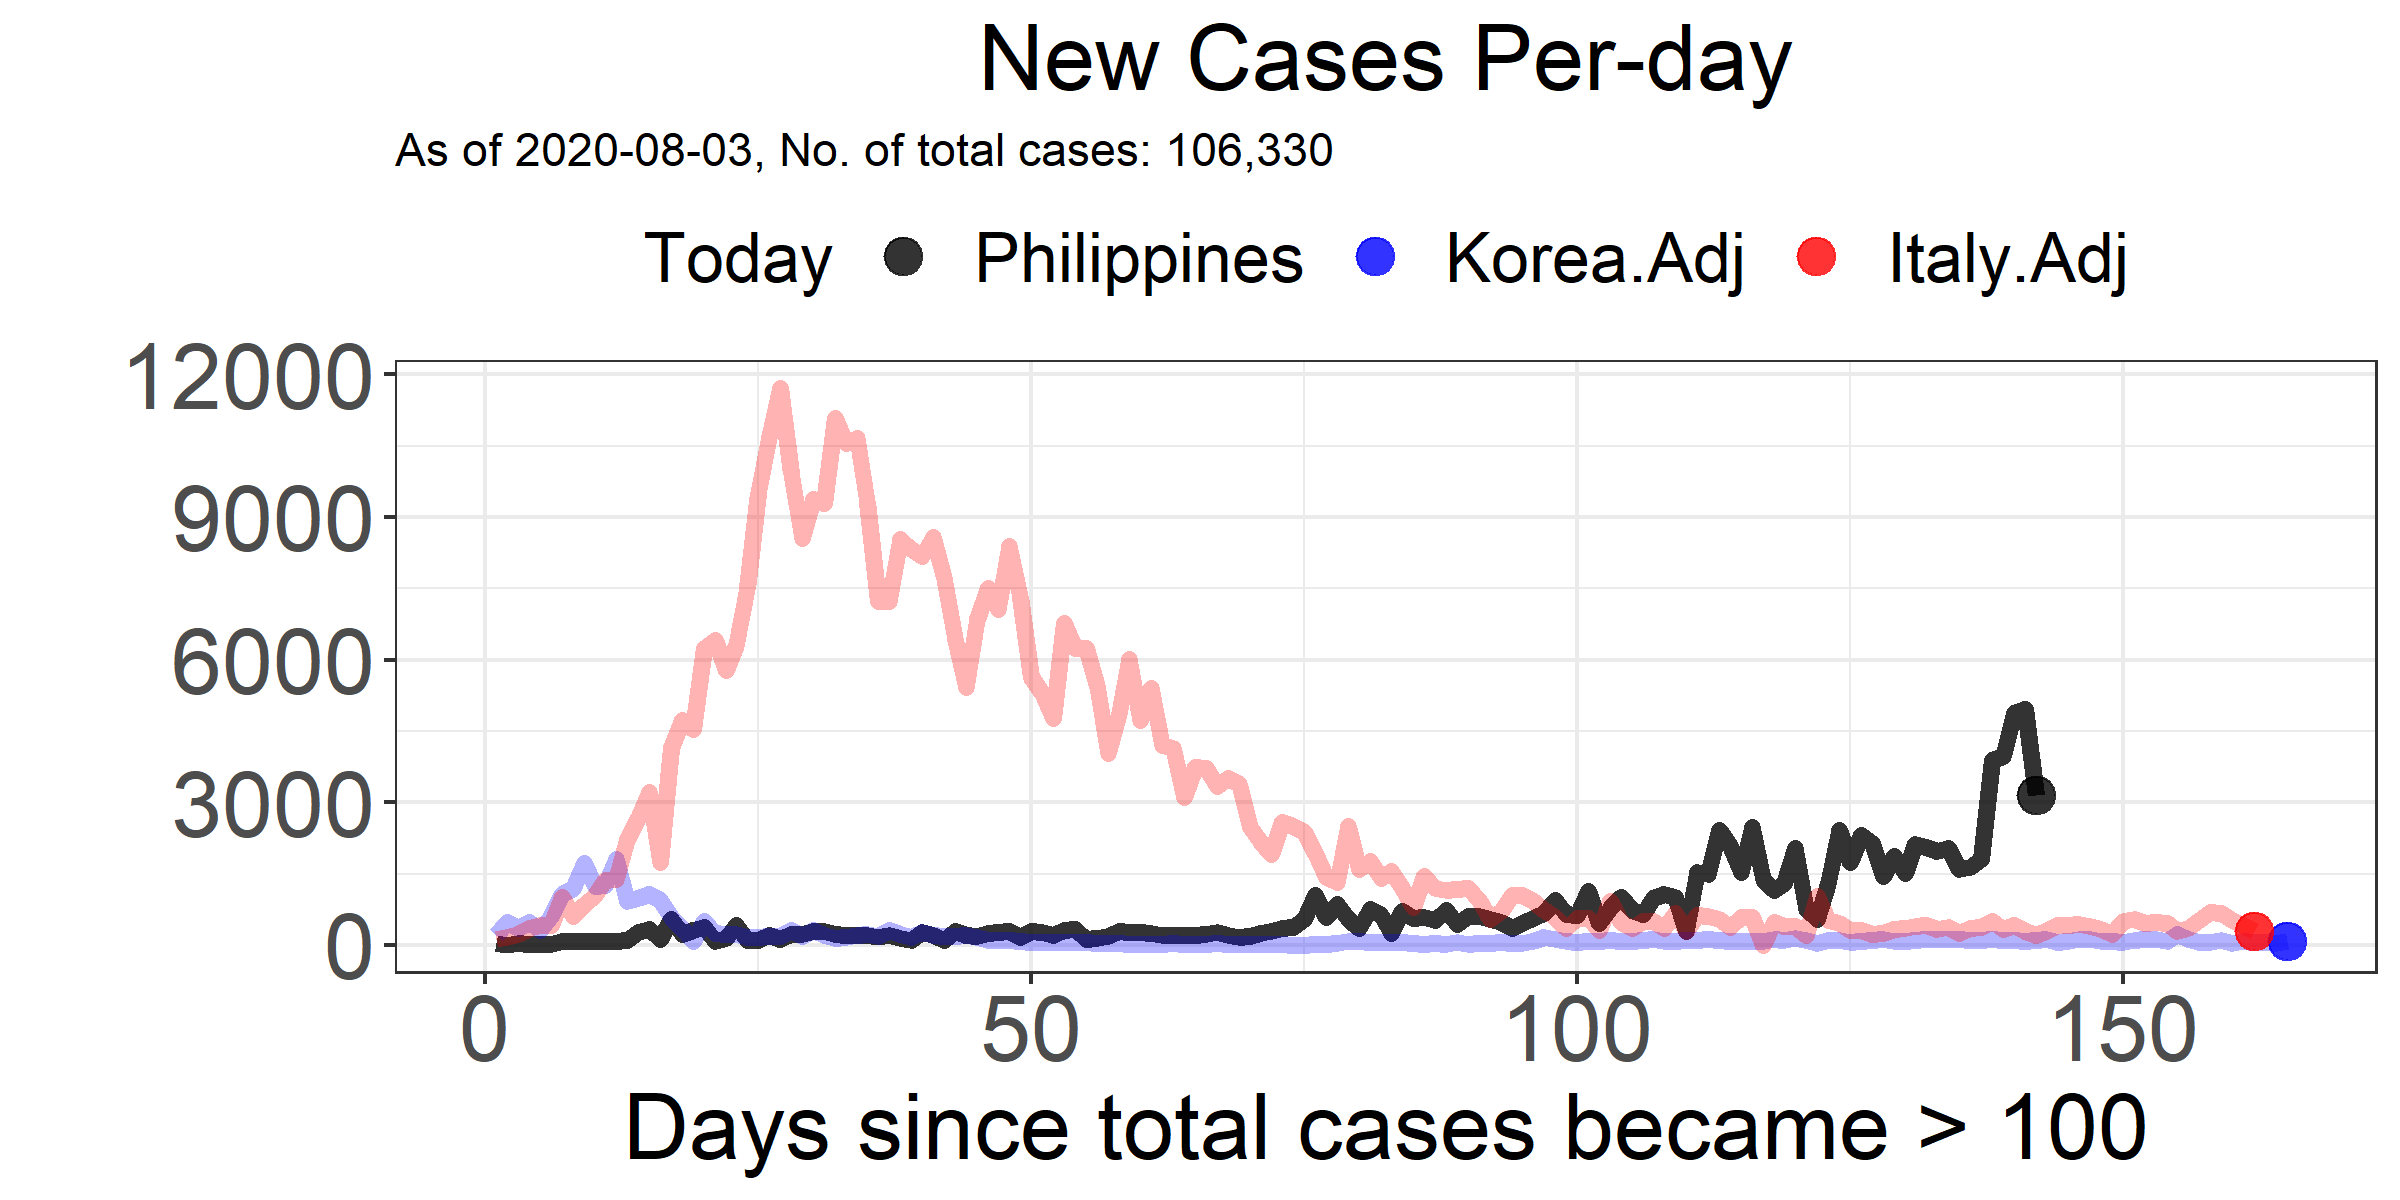 New Cases Per-day
As of 2020-08-03, No. of total cases: 106,330
Today Philippines Korea.Adj Italy.Adj
12000
9000
6000
3000
0
0 50 100 150
Days since total cases became > 100